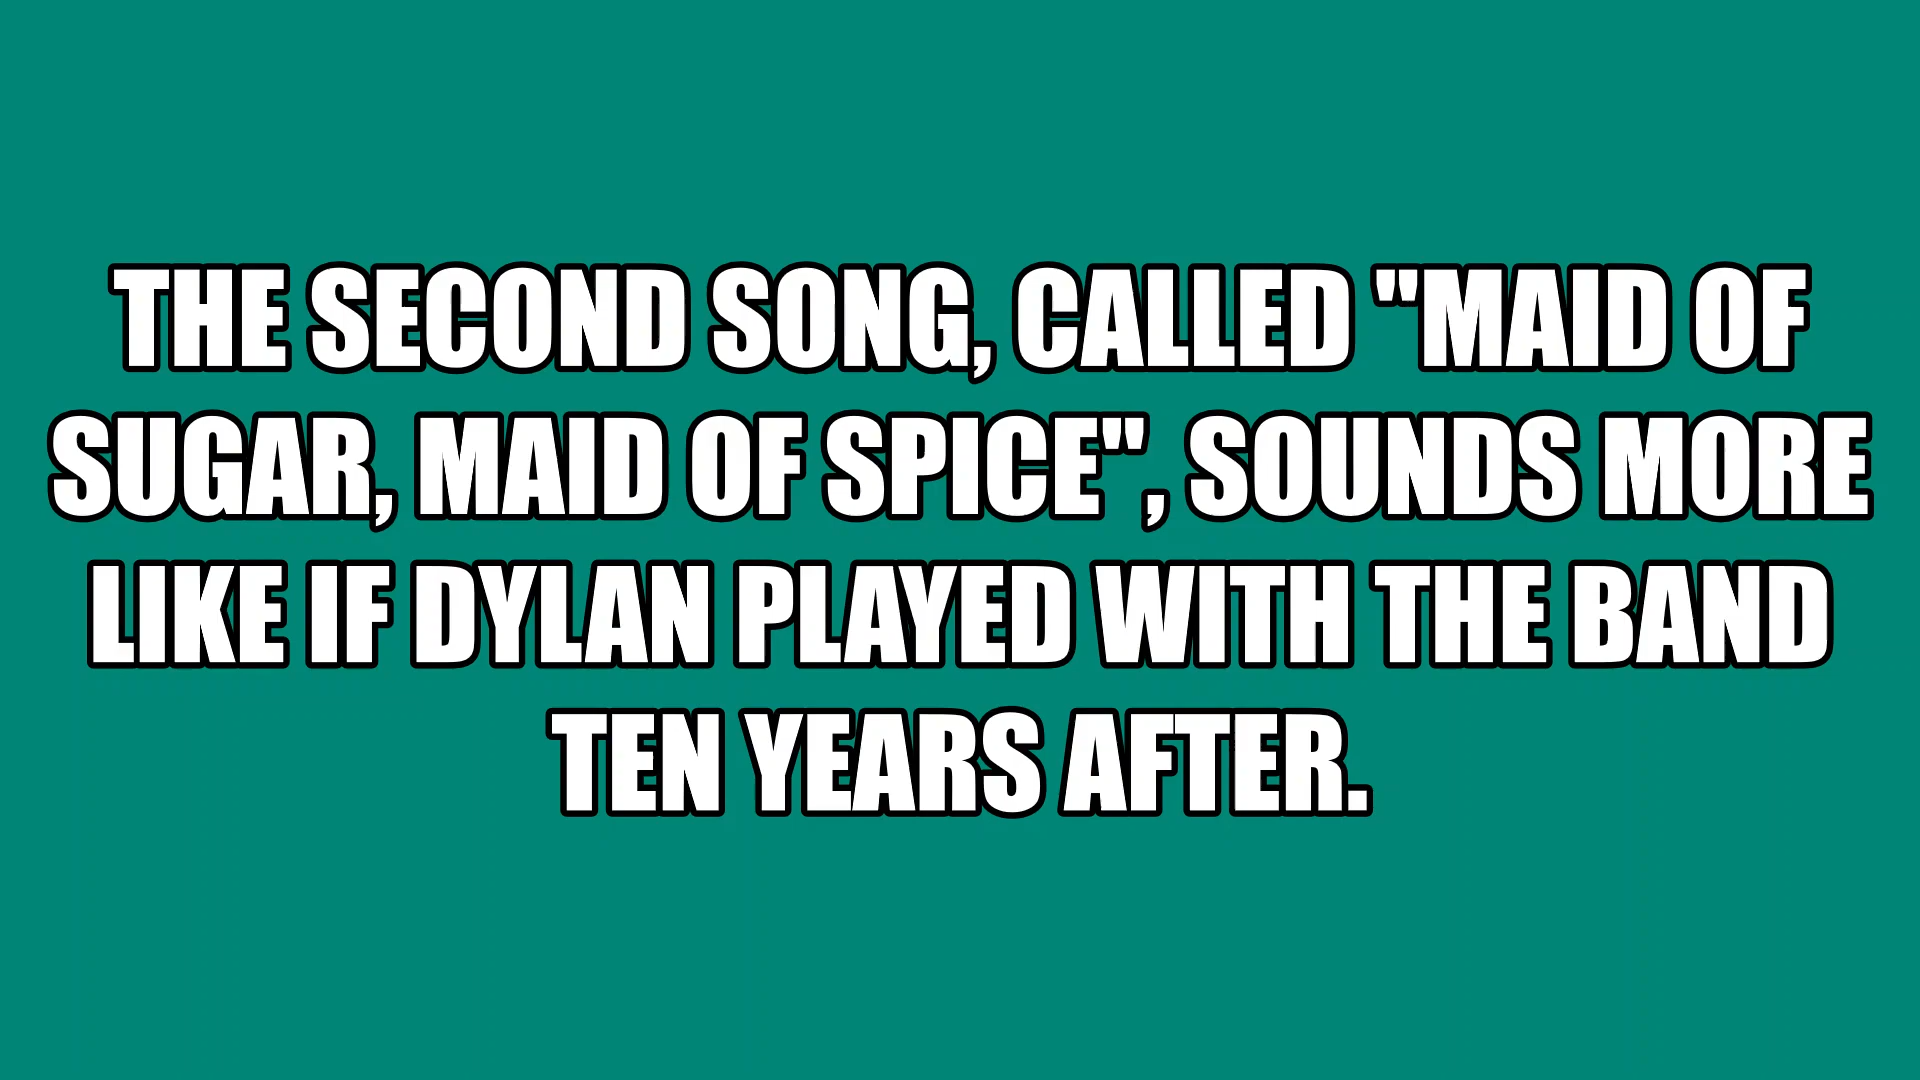 THE SECOND SONG, CALLED "MAID OF
SUGAR, MAID OF SPICE", SOUNDS MORE
LIKE IF DYLAN PLAYED WITH THE BAND
TEN YEARS AFTER.